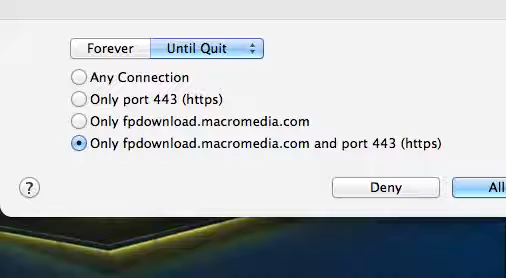 Forever Until Quit
Any Connection
Only port 443 (https)
Only fpdownload.macromedia.com
Only fpdownload.macromedia.com and port 443 (https)
? Deny